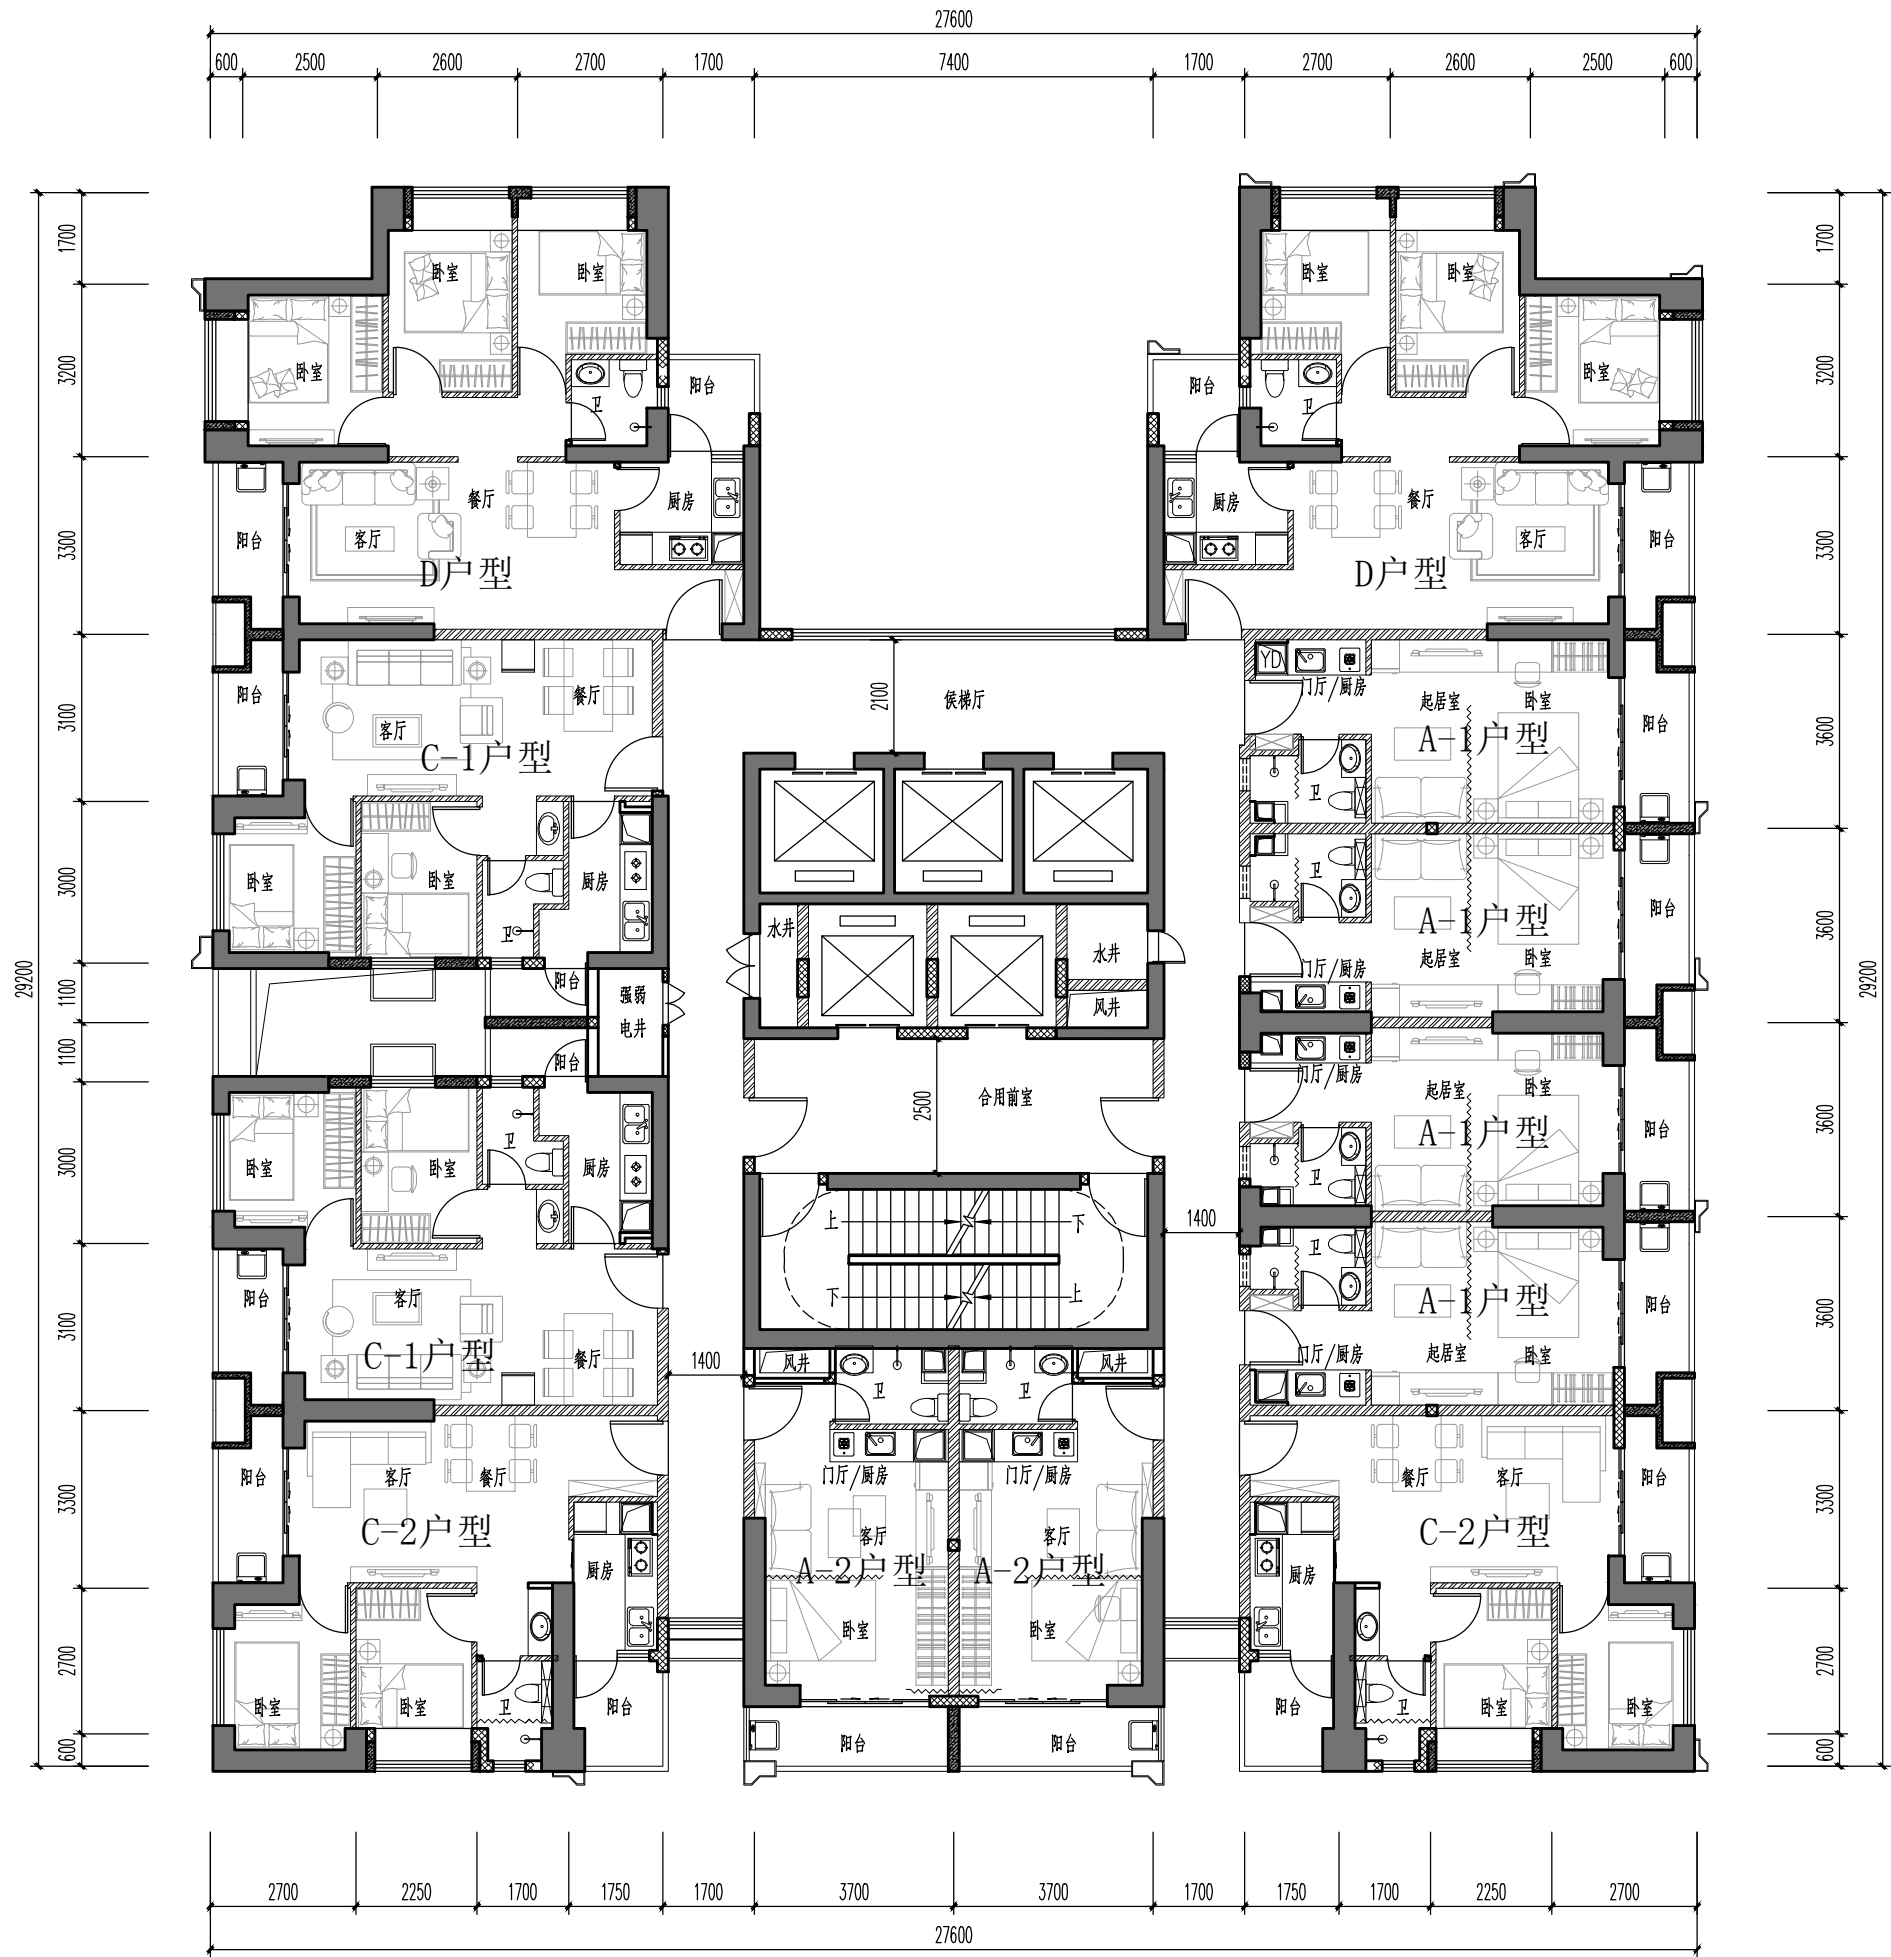 27600
600 2500 2600 2700 1700 7400 1700 2700 2600 2500 600
1700 卧室 卧室 卧室 卧室 1700
3200 卧室 阳台 卫 阳台 卫 卧室 3200
3300 阳台 客厅 餐厅 厨房 厨房 餐厅 客厅 阳台 3300
D户型 D户型
阳台 餐厅 2100 侯梯厅 YD 门厅/厨房 起居室 卧室 阳台
3100 客厅 C-1户型 A-1户型 3600
卫
3000 卧室 卧室 厨房 卫 阳台
卫 水井 水井 A-1户型 3600
起居室 卧室
29200 1100 阳台 强弱 门厅/厨房 29200
电井 风井
1100 阳台 门厅/厨房 起居室 卧室
2500 合用前室 A-1户型 阳台 3600
3000 卧室 卧室 卫 厨房 卫
上 下 1400 卫
3100 阳台 客厅 下 上 A-1户型 阳台 3600
C-1户型 餐厅 1400 风井 风井 门厅/厨房 起居室 卧室
卫 卫
3300 阳台 客厅 餐厅 门厅/厨房 门厅/厨房 餐厅 客厅 阳台 3300
C-2户型 客厅 客厅 C-2户型
厨房 A-2户型 A-2户型 厨房
2700 卧室 卧室 2700
卧室 卧室 卫 阳台 阳台 卫 卧室 卧室
600 阳台 阳台 600
2700 2250 1700 1750 1700 3700 3700 1700 1750 1700 2250 2700
27600